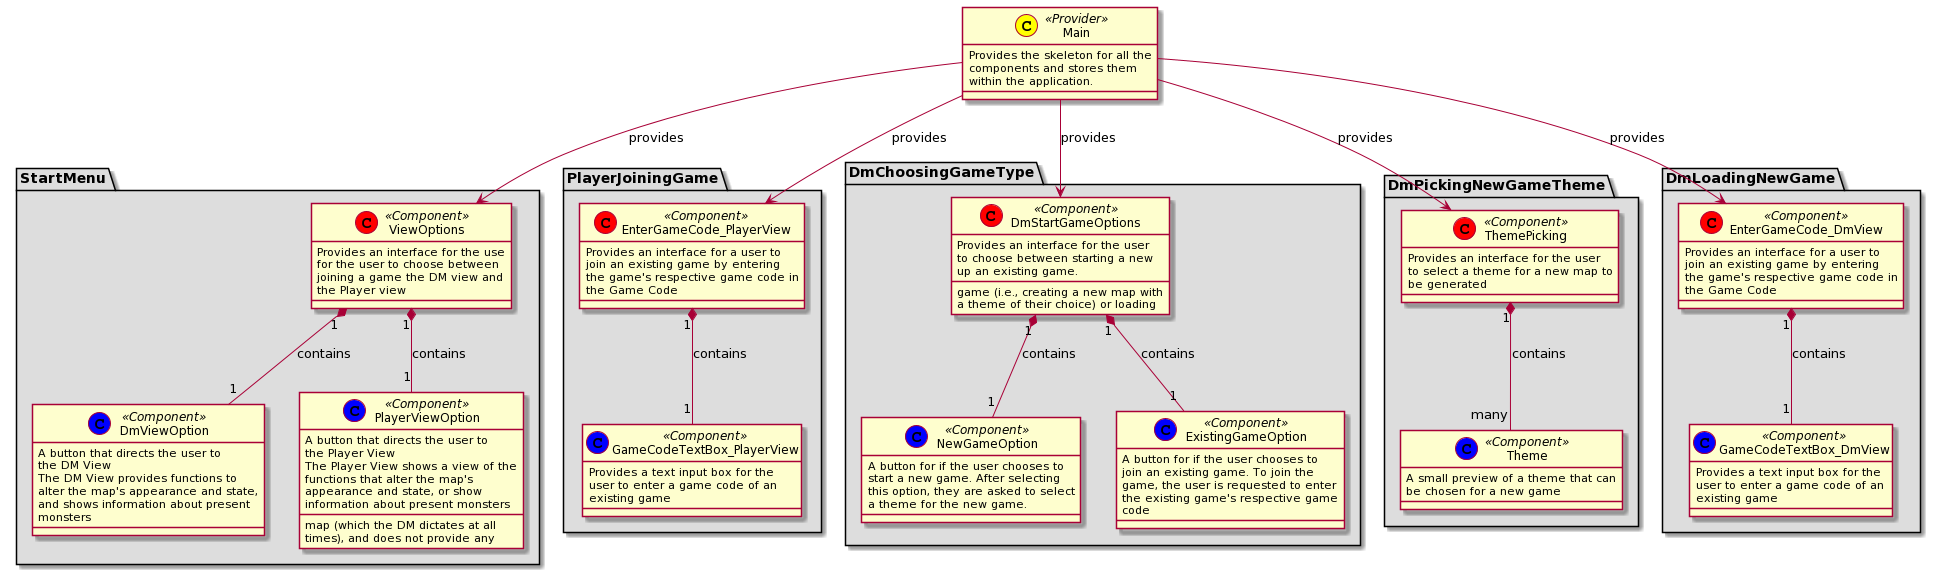 C «Provider»
Main
Provides the skeleton for all the
components and stores them
within the application.
provides
provides
provides
provides
provides
StartMenu
C «Component»
ViewOptions
Provides an interface for the use
for the user to choose between
joining a game the DM view and
the Player view
1
1
contains
contains
1
1
C «Component»
DmViewOption
A button that directs the user to
the DM View
The DM View provides functions to
alter the map's appearance and state,
and shows information about present
monsters
C «Component»
PlayerViewOption
A button that directs the user to
the Player View
The Player View shows a view of the
functions that alter the map's
appearance and state, or show
information about present monsters
map (which the DM dictates at all
times), and does not provide any
PlayerJoiningGame
C «Component»
EnterGameCode_PlayerView
Provides an interface for a user to
join an existing game by entering
the game's respective game code in
the Game Code
1
contains
1
C «Component»
GameCodeTextBox_PlayerView
Provides a text input box for the
user to enter a game code of an
existing game
DmChoosingGameType
C «Component»
DmStartGameOptions
Provides an interface for the user
to choose between starting a new
up an existing game.
game (i.e., creating a new map with
a theme of their choice) or loading
1
1
contains
contains
1
1
C «Component»
NewGameOption
A button for if the user chooses to
start a new game. After selecting
this option, they are asked to select
a theme for the new game.
C «Component»
ExistingGameOption
A button for if the user chooses to
join an existing game. To join the
game, the user is requested to enter
the existing game's respective game
code
DmPickingNewGameTheme
C «Component»
ThemePicking
Provides an interface for the user
to select a theme for a new map to
be generated
1
contains
many
C «Component»
Theme
A small preview of a theme that can
be chosen for a new game
DmLoadingNewGame
C «Component»
EnterGameCode_DmView
Provides an interface for a user to
join an existing game by entering
the game's respective game code in
the Game Code
1
contains
1
C «Component»
GameCodeTextBox_DmView
Provides a text input box for the
user to enter a game code of an
existing game